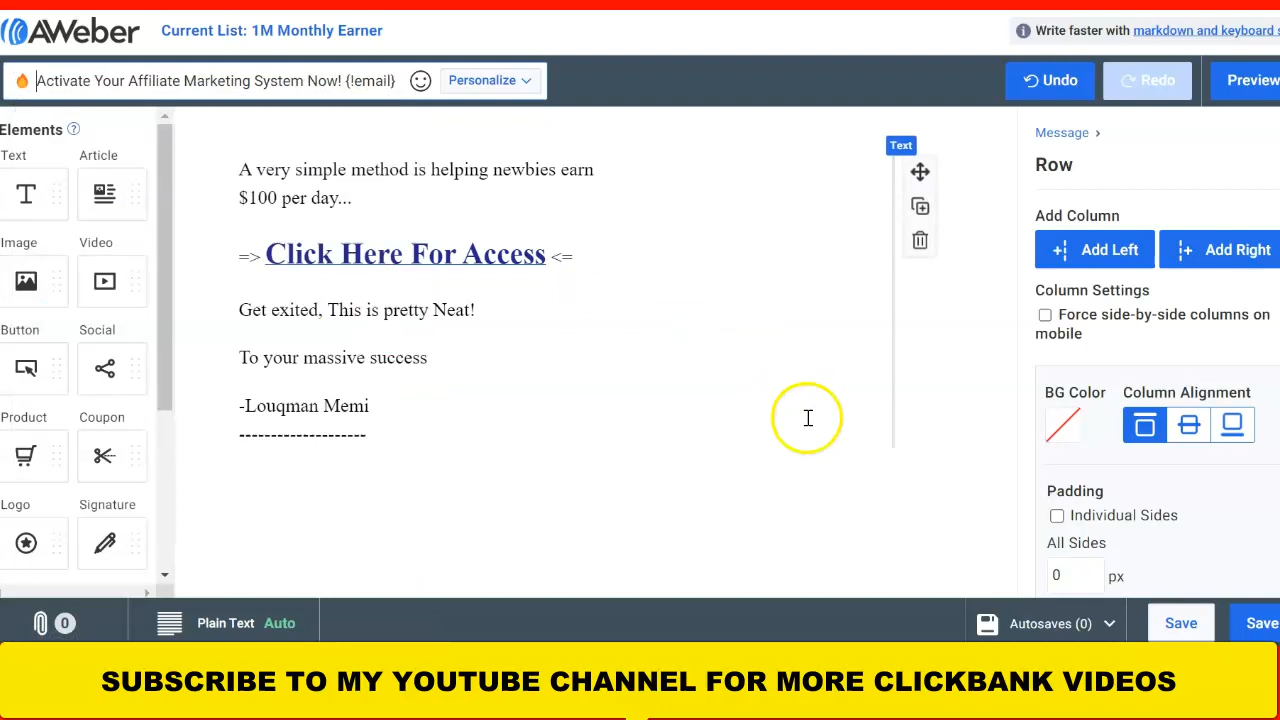 AWeber
Current List: 1M Monthly Earner
Write faster with markdown and keyboard
Activate Your Affiliate Marketing System Now! {!email}
Personalize
Undo
Redo
Preview
Elements ?
Text
Article
Image
Video
Button
Social
Product
Coupon
Logo
Signature
A very simple method is helping newbies earn
$100 per day...
=> Click Here For Access <=
Get exited, This is pretty Neat!
To your massive success
-Louqman Memi
--------------------
Text
Message >
Row
Add Column
Add Left
Add Right
Column Settings
Force side-by-side columns on
mobile
BG Color
Column Alignment
Padding
Individual Sides
All Sides
0 px
0
Plain Text Auto
Autosaves (0)
Save
Save
SUBSCRIBE TO MY YOUTUBE CHANNEL FOR MORE CLICKBANK VIDEOS